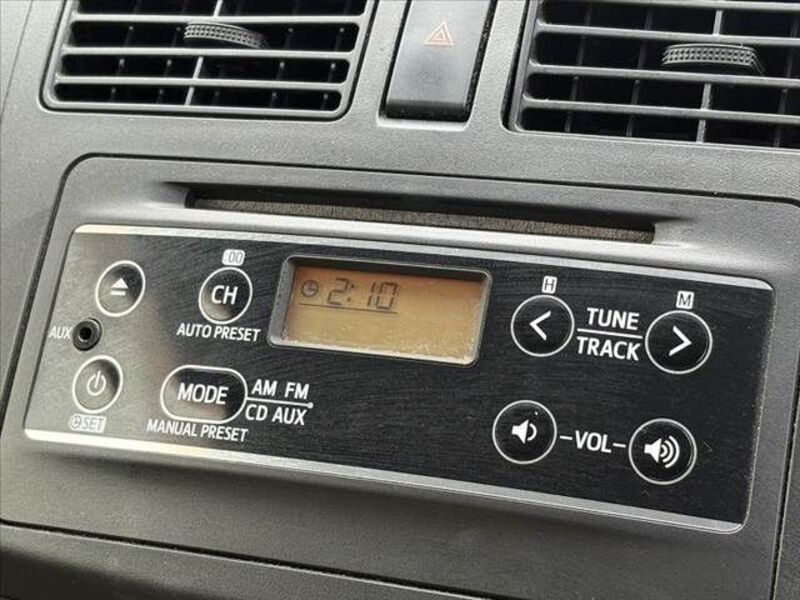 :00
CH
AUTO PRESET
2:10
H
M
TUNE
TRACK
AUX
MODE
AM FM
CD AUX
SET
MANUAL PRESET
-VOL-